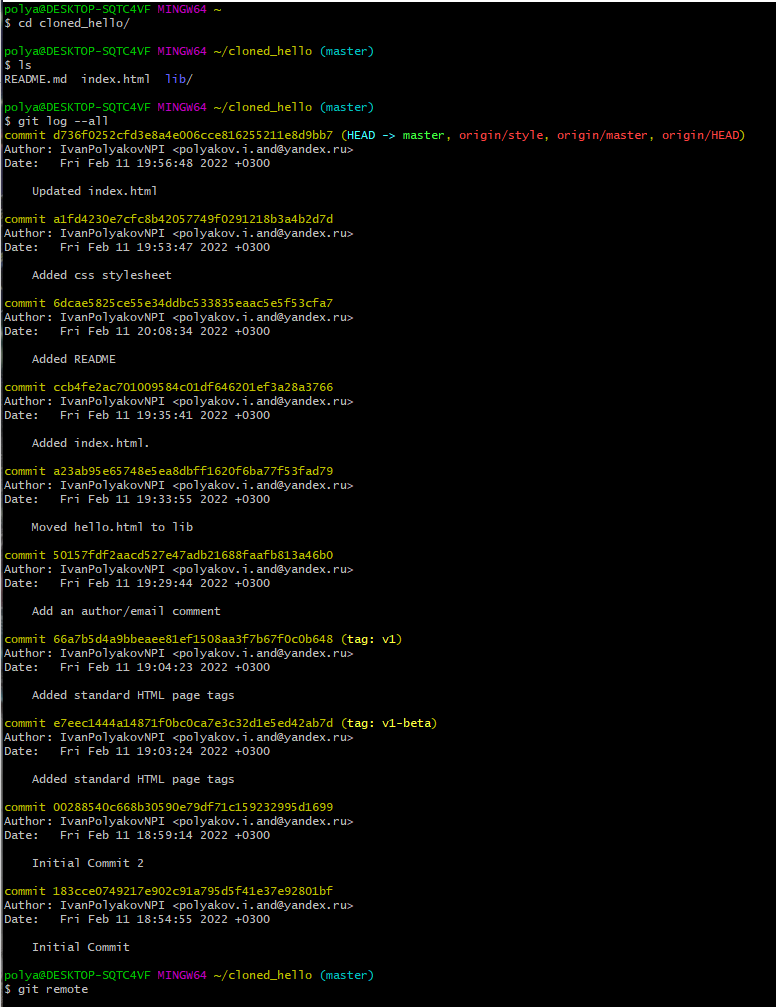 polya@DESKTOP-SQTC4VF MINGW64 ~
$ cd cloned_hello/
polya@DESKTOP-SQTC4VF MINGW64 ~/cloned_hello (master)
$ ls
README.md  index.html  lib/
polya@DESKTOP-SQTC4VF MINGW64 ~/cloned_hello (master)
$ git log --all
commit d736f0252cfd3e8a4e006cce816255211e8d9bb7 (HEAD -> master, origin/style, origin/master, origin/HEAD)
Author: IvanPolyakovNPI <polyakov.i.and@yandex.ru>
Date:   Fri Feb 11 19:56:48 2022 +0300
    Updated index.html
commit a1fd4230e7cfc8b42057749f0291218b3a4b2d7d
Author: IvanPolyakovNPI <polyakov.i.and@yandex.ru>
Date:   Fri Feb 11 19:53:47 2022 +0300
    Added css stylesheet
commit 6dcae5825ce55e34ddbc533835eaac5e5f53cfa7
Author: IvanPolyakovNPI <polyakov.i.and@yandex.ru>
Date:   Fri Feb 11 20:08:34 2022 +0300
    Added README
commit ccb4fe2ac701009584c01df646201ef3a28a3766
Author: IvanPolyakovNPI <polyakov.i.and@yandex.ru>
Date:   Fri Feb 11 19:35:41 2022 +0300
    Added index.html.
commit a23ab95e65748e5ea8dbff1620f6ba77f53fad79
Author: IvanPolyakovNPI <polyakov.i.and@yandex.ru>
Date:   Fri Feb 11 19:33:55 2022 +0300
    Moved hello.html to lib
commit 50157fdf2aacd527e47adb21688faafb813a46b0
Author: IvanPolyakovNPI <polyakov.i.and@yandex.ru>
Date:   Fri Feb 11 19:29:44 2022 +0300
    Add an author/email comment
commit 66a7b5d4a9bbeaee81ef1508aa3f7b67f0c0b648 (tag: v1)
Author: IvanPolyakovNPI <polyakov.i.and@yandex.ru>
Date:   Fri Feb 11 19:04:23 2022 +0300
    Added standard HTML page tags
commit e7eec1444a14871f0bc0ca7e3c32d1e5ed42ab7d (tag: v1-beta)
Author: IvanPolyakovNPI <polyakov.i.and@yandex.ru>
Date:   Fri Feb 11 19:03:24 2022 +0300
    Added standard HTML page tags
commit 00288540c668b30590e79df71c159232995d1699
Author: IvanPolyakovNPI <polyakov.i.and@yandex.ru>
Date:   Fri Feb 11 18:59:14 2022 +0300
    Initial Commit 2
commit 183cce0749217e902c91a795d5f41e37e92801bf
Author: IvanPolyakovNPI <polyakov.i.and@yandex.ru>
Date:   Fri Feb 11 18:54:55 2022 +0300
    Initial Commit
polya@DESKTOP-SQTC4VF MINGW64 ~/cloned_hello (master)
$ git remote